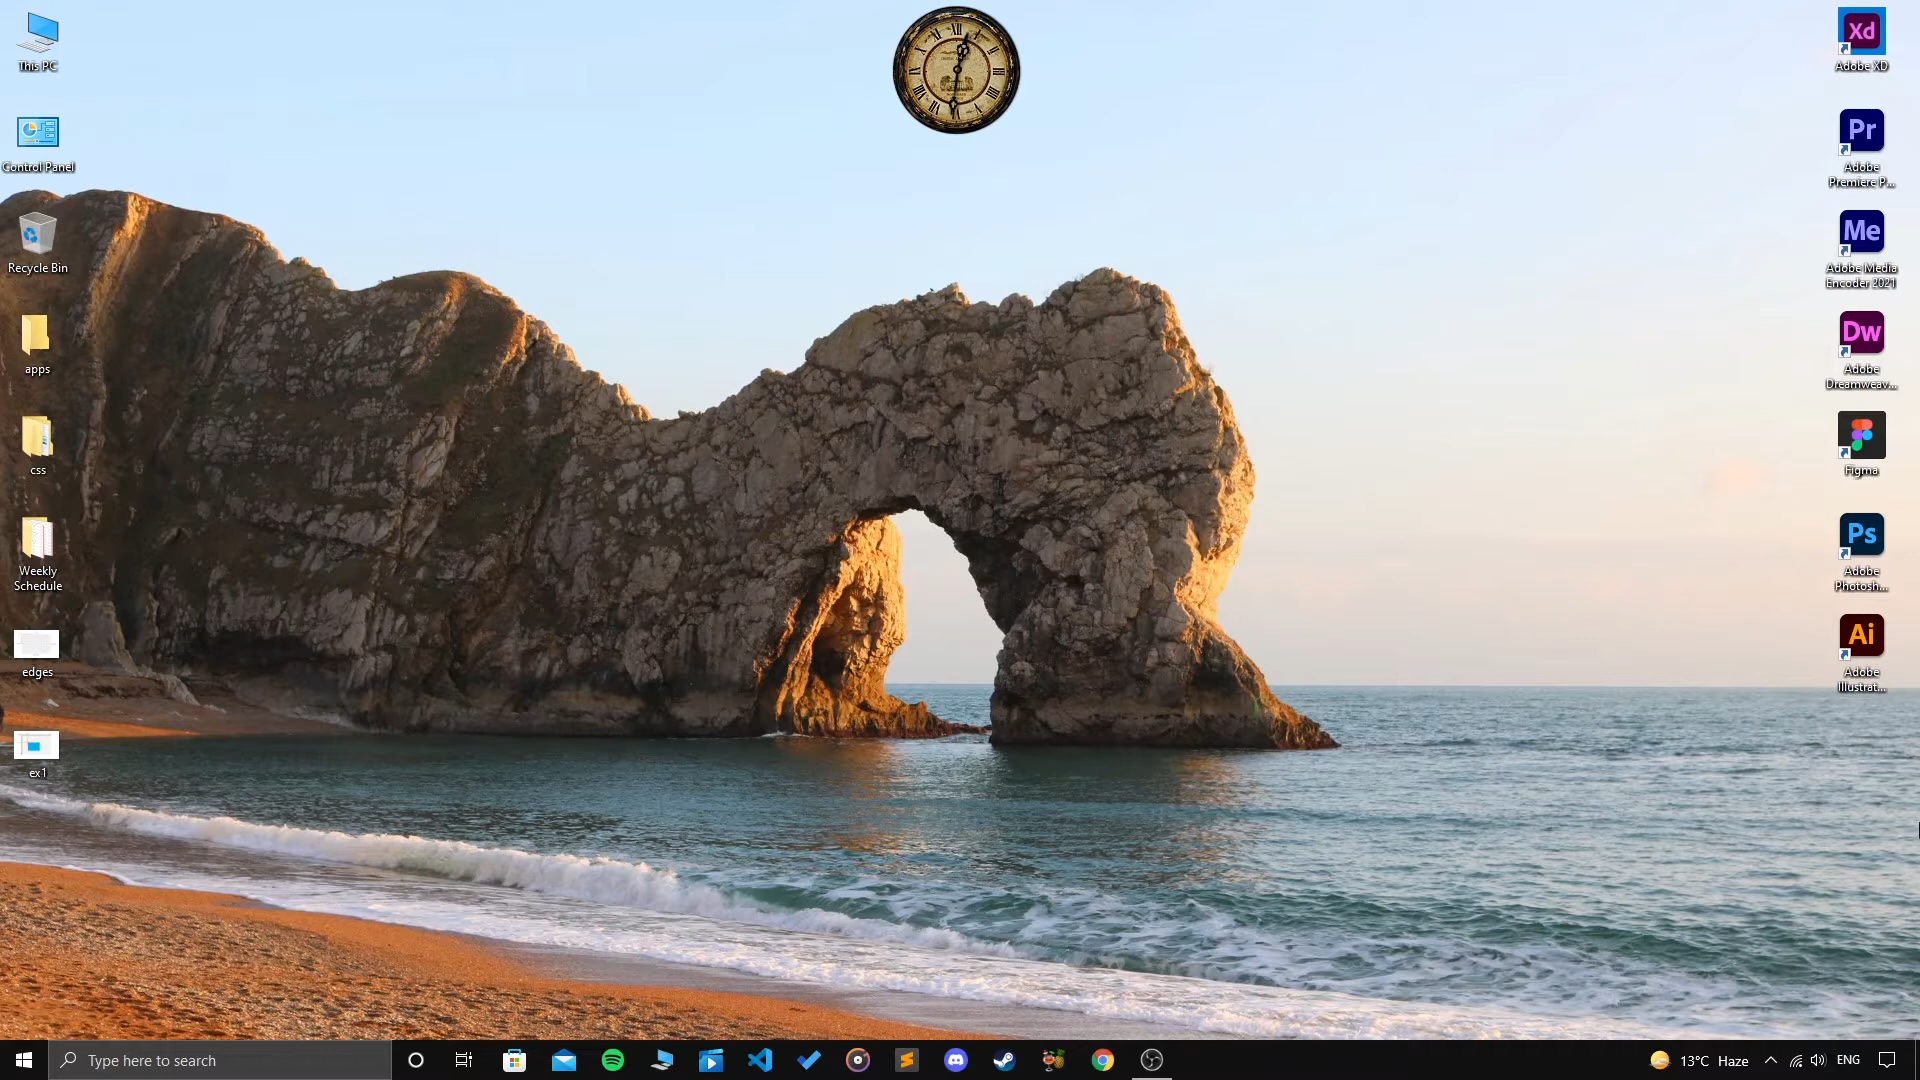 This PC
Control Panel
Recycle Bin
apps
css
Weekly
Schedule
edges
ex1
XII
Xd
Adobe XD
Pr
Adobe
Premiere P...
Me
Adobe Media
Encoder 2021
Dw
Adobe
Dreamweav...
Figma
Ps
Adobe
Photosh...
Ai
Adobe
Illustrat...
Type here to search
13°C Haze
ENG